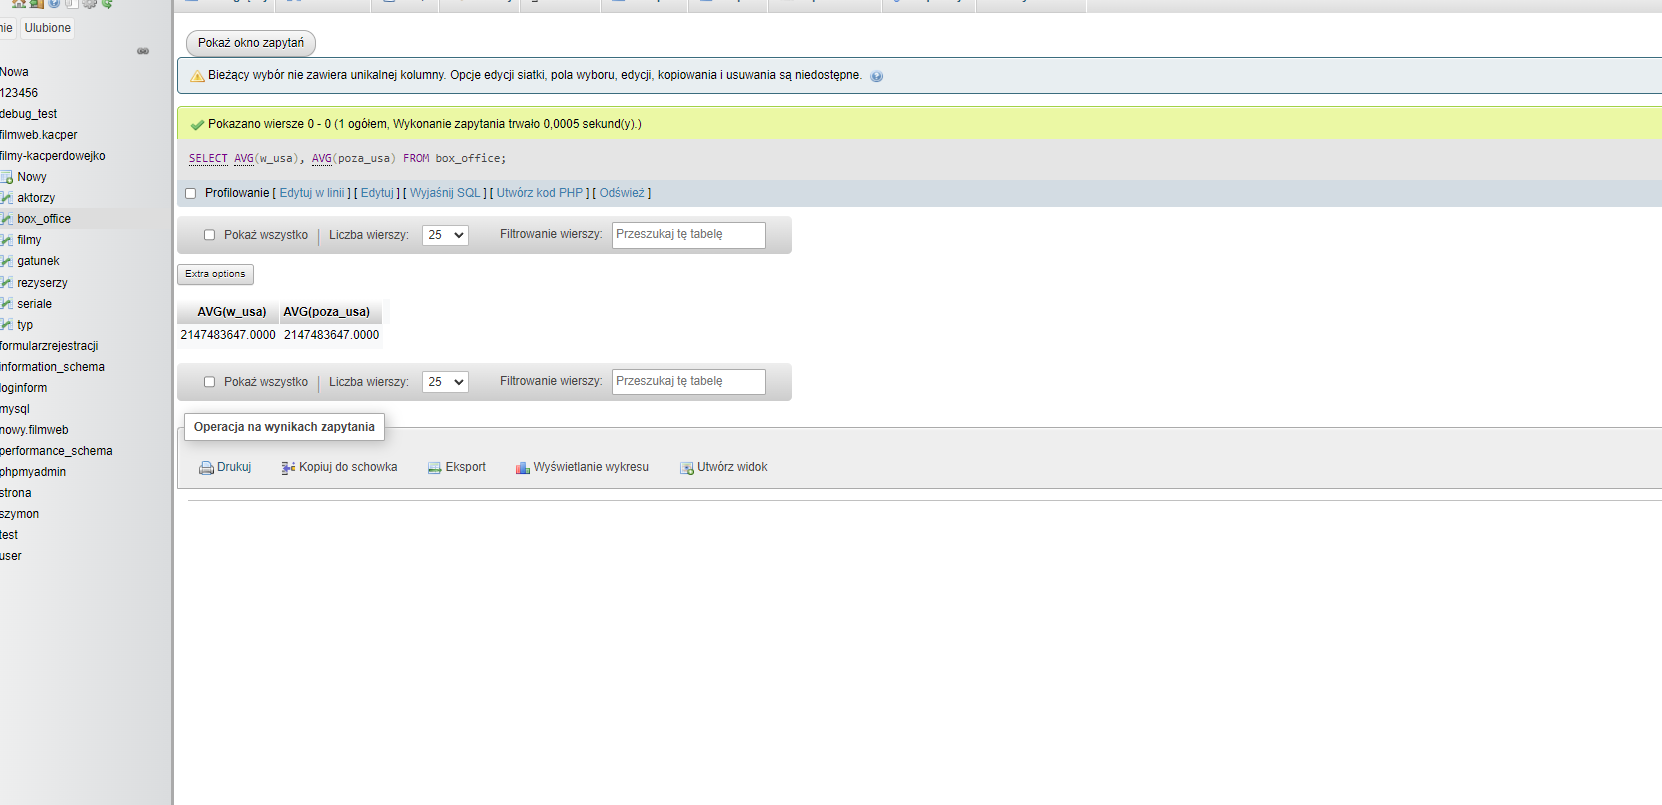 nie Ulubione
Nowa
123456
debug_test
filmweb.kacper
filmy-kacperdowejko
Nowy
aktorzy
box_office
filmy
gatunek
rezyserzy
seriale
typ
formularzrejestracji
information_schema
loginform
mysql
nowy.filmweb
performance_schema
phpmyadmin
strona
szymon
test
user
Pokaż okno zapytań
Bieżący wybór nie zawiera unikalnej kolumny. Opcje edycji siatki, pola wyboru, edycji, kopiowania i usuwania są niedostępne.
Pokazano wiersze 0 - 0 (1 ogółem, Wykonanie zapytania trwało 0,0005 sekund(y).)
SELECT AVG(w_usa), AVG(poza_usa) FROM box_office;
Profilowanie [ Edytuj w linii ] [ Edytuj ] [ Wyjaśnij SQL ] [ Utwórz kod PHP ] [ Odśwież ]
Pokaż wszystko | Liczba wierszy: 25 Filtrowanie wierszy: Przeszukaj tę tabelę
Extra options
AVG(w_usa) AVG(poza_usa)
2147483647.0000 2147483647.0000
Pokaż wszystko | Liczba wierszy: 25 Filtrowanie wierszy: Przeszukaj tę tabelę
Operacja na wynikach zapytania
Drukuj Kopiuj do schowka Eksport Wyświetlanie wykresu Utwórz widok